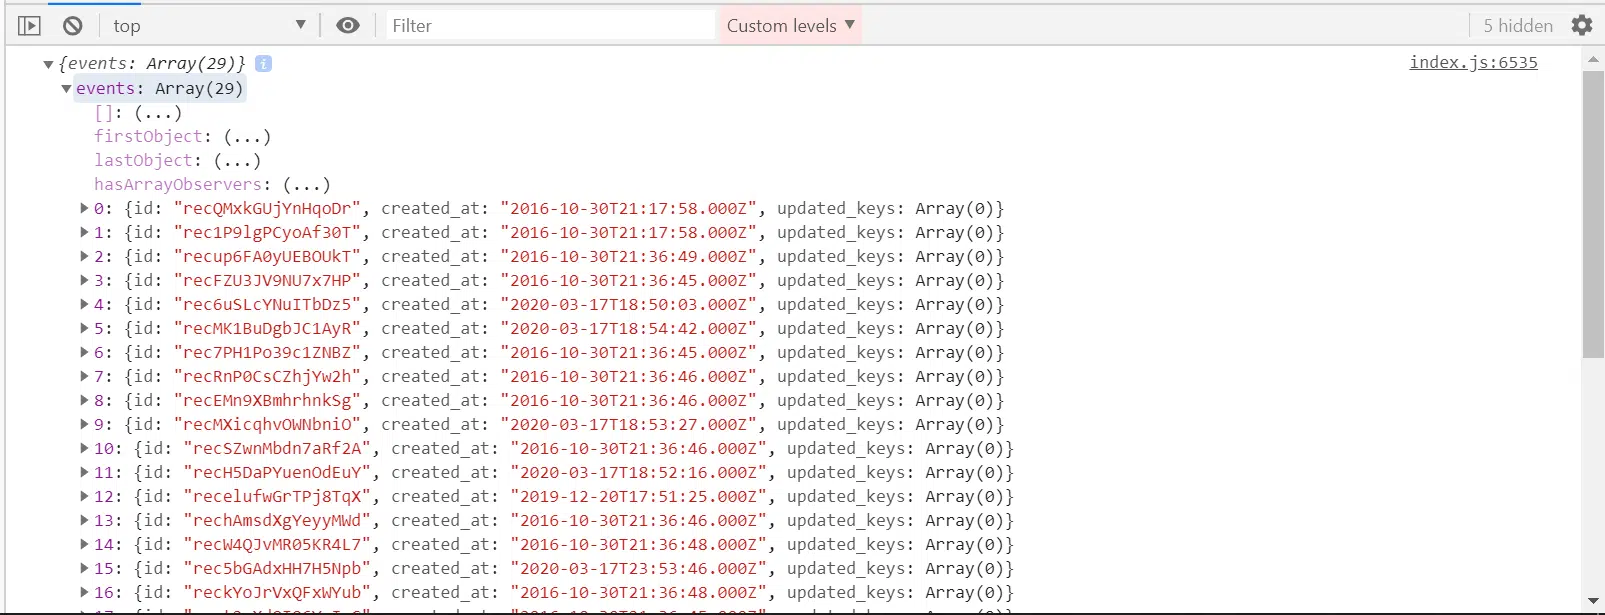 top Filter Custom levels 5 hidden
{events: Array(29)} i index.js:6535
events: Array(29)
[]: (...)
firstObject: (...)
lastObject: (...)
hasArrayObservers: (...)
0: {id: "recQMxkGUjYnHqoDr", created_at: "2016-10-30T21:17:58.000Z", updated_keys: Array(0)}
1: {id: "rec1P9lgPCyoAf30T", created_at: "2016-10-30T21:17:58.000Z", updated_keys: Array(0)}
2: {id: "recup6FA0yUEBOUkT", created_at: "2016-10-30T21:36:49.000Z", updated_keys: Array(0)}
3: {id: "recFZU3JV9NU7x7HP", created_at: "2016-10-30T21:36:45.000Z", updated_keys: Array(0)}
4: {id: "rec6uSLcYNuITbDz5", created_at: "2020-03-17T18:50:03.000Z", updated_keys: Array(0)}
5: {id: "recMK1BuDgbJC1AyR", created_at: "2020-03-17T18:54:42.000Z", updated_keys: Array(0)}
6: {id: "rec7PH1Po39c1ZNBZ", created_at: "2016-10-30T21:36:45.000Z", updated_keys: Array(0)}
7: {id: "recRnP0CsCZhjYw2h", created_at: "2016-10-30T21:36:46.000Z", updated_keys: Array(0)}
8: {id: "recEMn9XBmhrhnkSg", created_at: "2016-10-30T21:36:46.000Z", updated_keys: Array(0)}
9: {id: "recMXicqhvOWNbniO", created_at: "2020-03-17T18:53:27.000Z", updated_keys: Array(0)}
10: {id: "recSZwnMbdn7aRf2A", created_at: "2016-10-30T21:36:46.000Z", updated_keys: Array(0)}
11: {id: "recH5DaPYuenOdEuY", created_at: "2020-03-17T18:52:16.000Z", updated_keys: Array(0)}
12: {id: "recelufwGrTPj8TqX", created_at: "2019-12-20T17:51:25.000Z", updated_keys: Array(0)}
13: {id: "rechAmsdXgYeyyMWd", created_at: "2016-10-30T21:36:46.000Z", updated_keys: Array(0)}
14: {id: "recW4QJvMR05KR4L7", created_at: "2016-10-30T21:36:48.000Z", updated_keys: Array(0)}
15: {id: "rec5bGAdxHH7H5Npb", created_at: "2020-03-17T23:53:46.000Z", updated_keys: Array(0)}
16: {id: "reckYoJrVxQFxWYub", created_at: "2016-10-30T21:36:48.000Z", updated_keys: Array(0)}